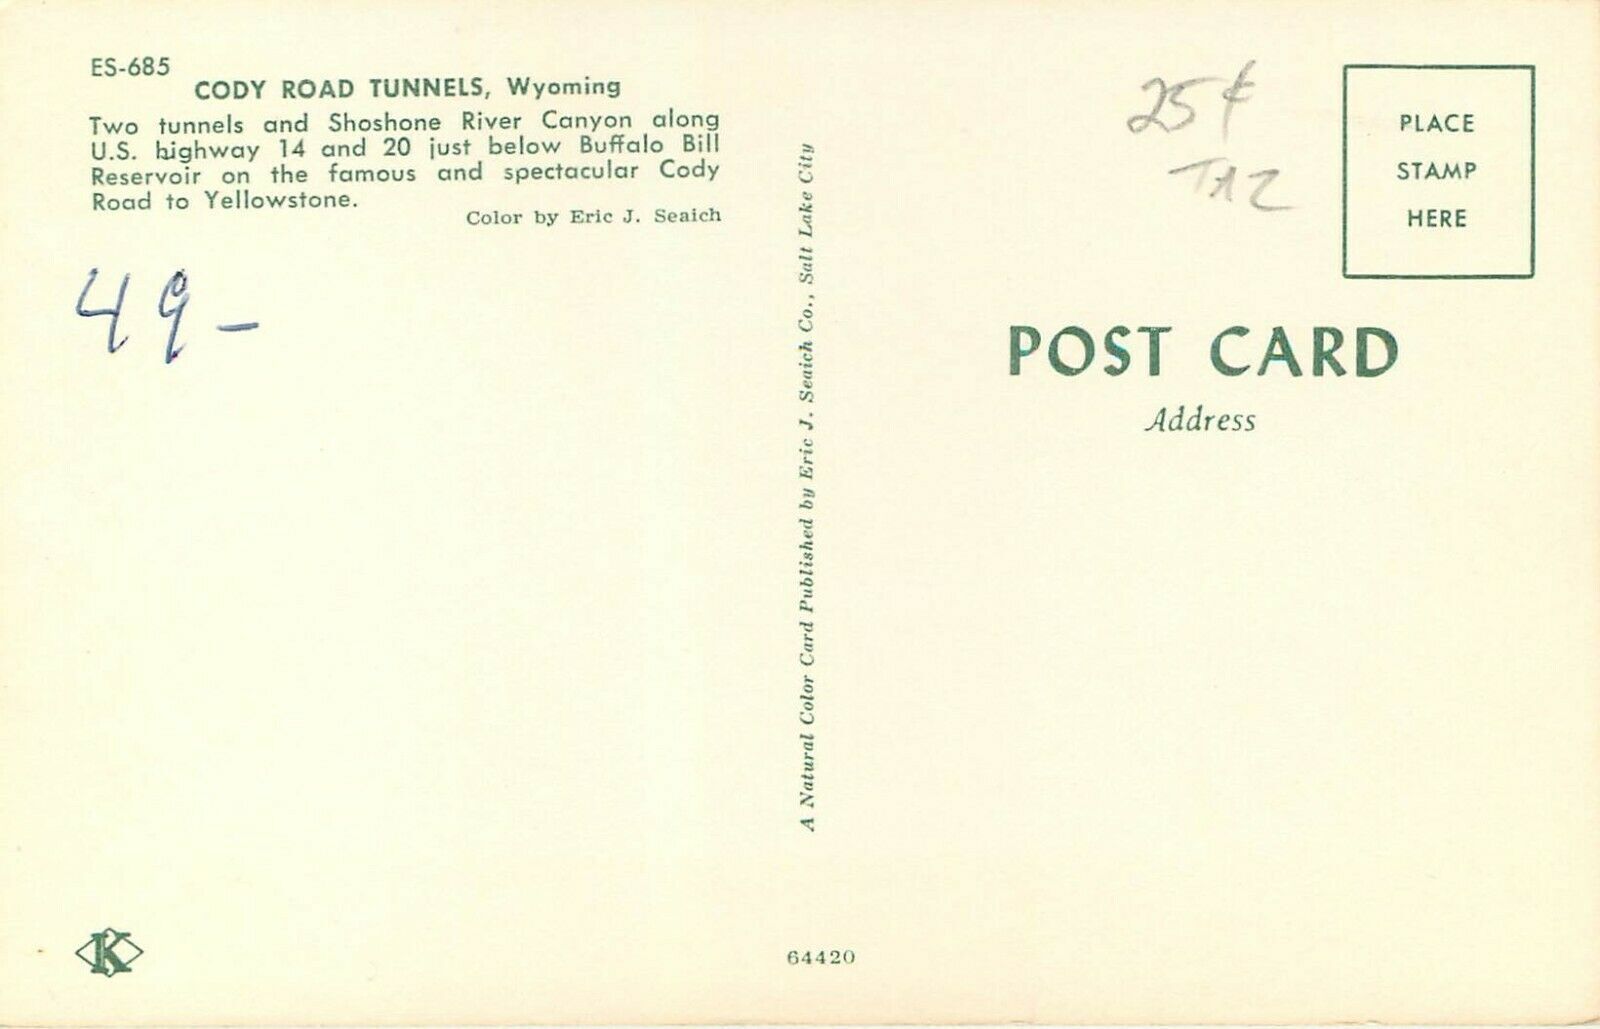 ES-685
CODY ROAD TUNNELS, Wyoming
Two tunnels and Shoshone River Canyon along
U.S. highway 14 and 20 just below Buffalo Bill
Reservoir on the famous and spectacular Cody
Road to Yellowstone.
Color by Eric J. Seaich
49-
K
A Natural Color Card Published by Eric J. Seaich Co., Salt Lake City
64420
25¢
PLACE
STAMP
HERE
POST CARD
Address